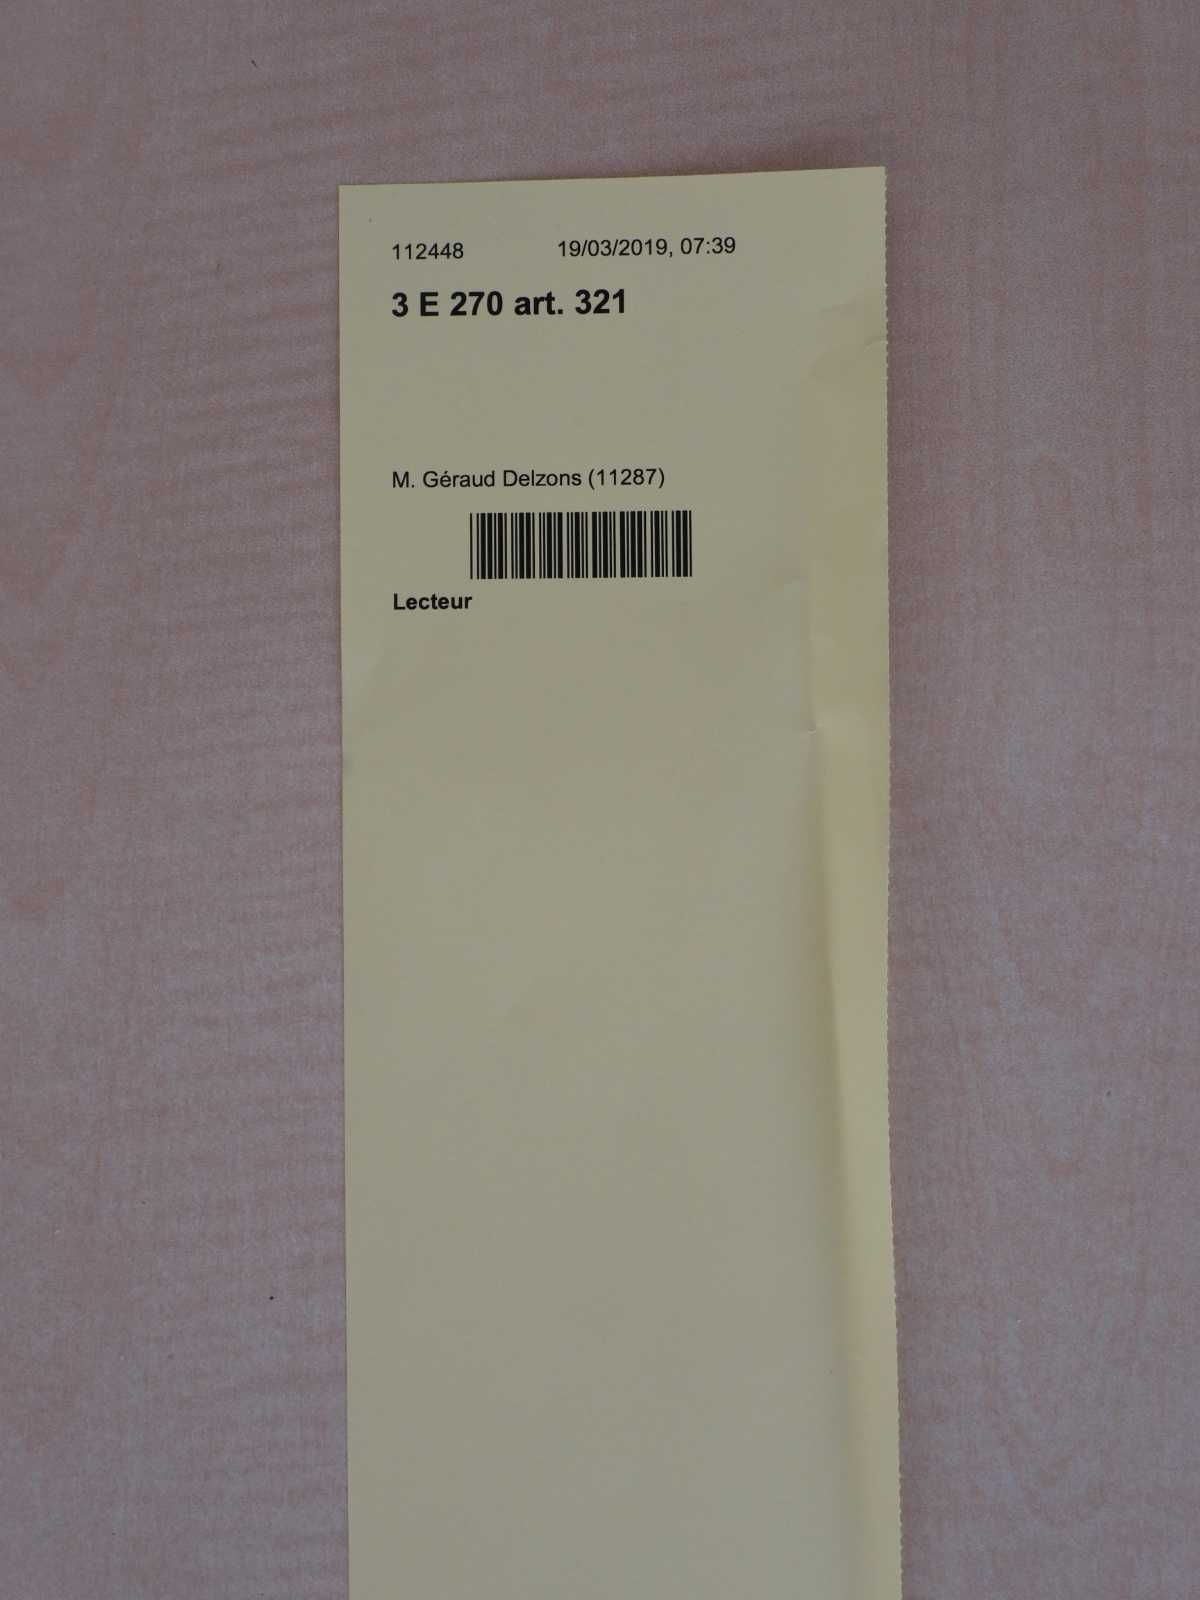 112448 19/03/2019, 07:39
3 E 270 art. 321
M. Géraud Delzons (11287)
Lecteur